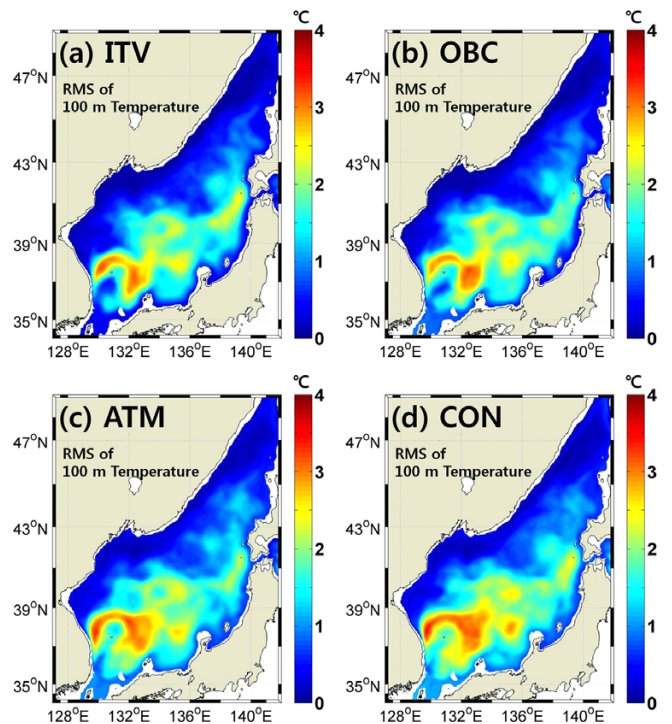 ℃ ℃
(a) ITV (b) OBC
RMS of
100 m Temperature
RMS of
100 m Temperature
47°N 43°N 39°N 35°N
47°N 43°N 39°N 35°N
128°E 132°E 136°E 140°E
128°E 132°E 136°E 140°E
4 3 2 1 0
4 3 2 1 0
℃ ℃
(c) ATM (d) CON
RMS of
100 m Temperature
RMS of
100 m Temperature
47°N 43°N 39°N 35°N
47°N 43°N 39°N 35°N
128°E 132°E 136°E 140°E
128°E 132°E 136°E 140°E
4 3 2 1 0
4 3 2 1 0